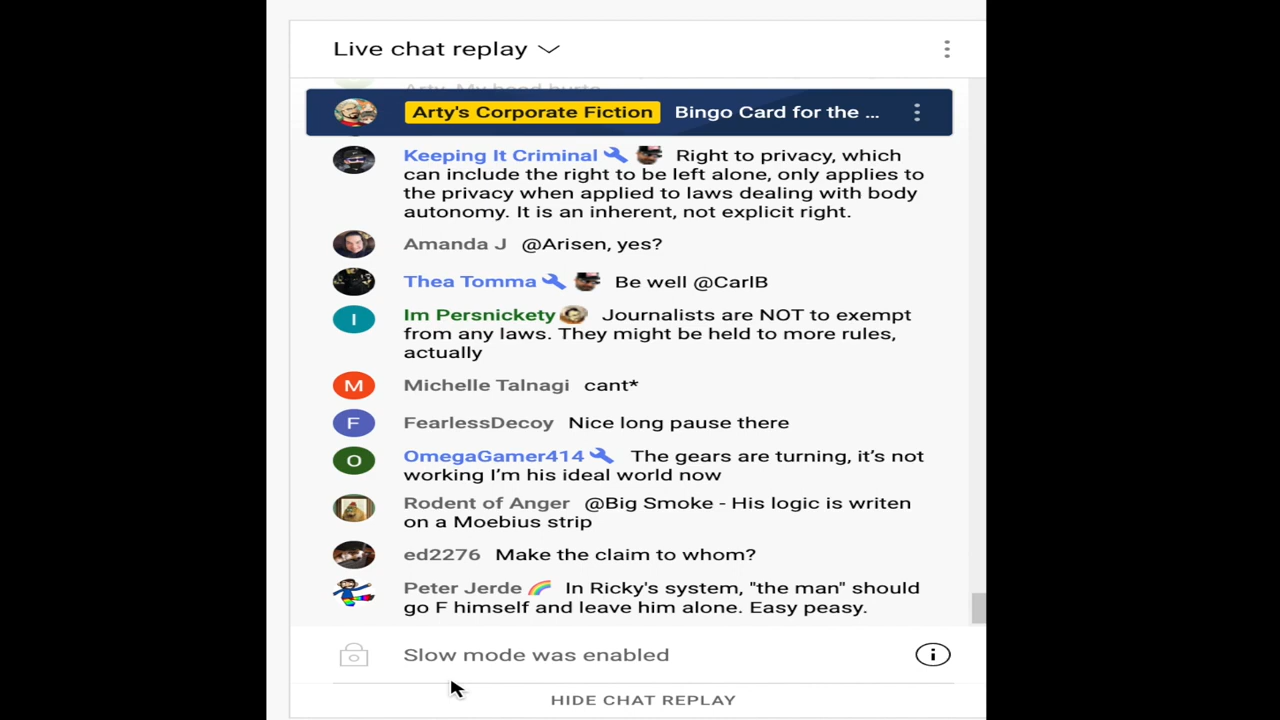 Live chat replay
Arty's Corporate Fiction Bingo Card for the ...
Keeping It Criminal Right to privacy, which
can include the right to be left alone, only applies to
the privacy when applied to laws dealing with body
autonomy. It is an inherent, not explicit right.
Amanda J @Arisen, yes?
Thea Tomma Be well @CarlB
I Im Persnickety Journalists are NOT to exempt
from any laws. They might be held to more rules,
actually
M Michelle Talnagi cant*
F FearlessDecoy Nice long pause there
O OmegaGamer414 The gears are turning, it’s not
working I’m his ideal world now
Rodent of Anger @Big Smoke - His logic is writen
on a Moebius strip
ed2276 Make the claim to whom?
Peter Jerde In Ricky's system, "the man" should
go F himself and leave him alone. Easy peasy.
Slow mode was enabled
HIDE CHAT REPLAY